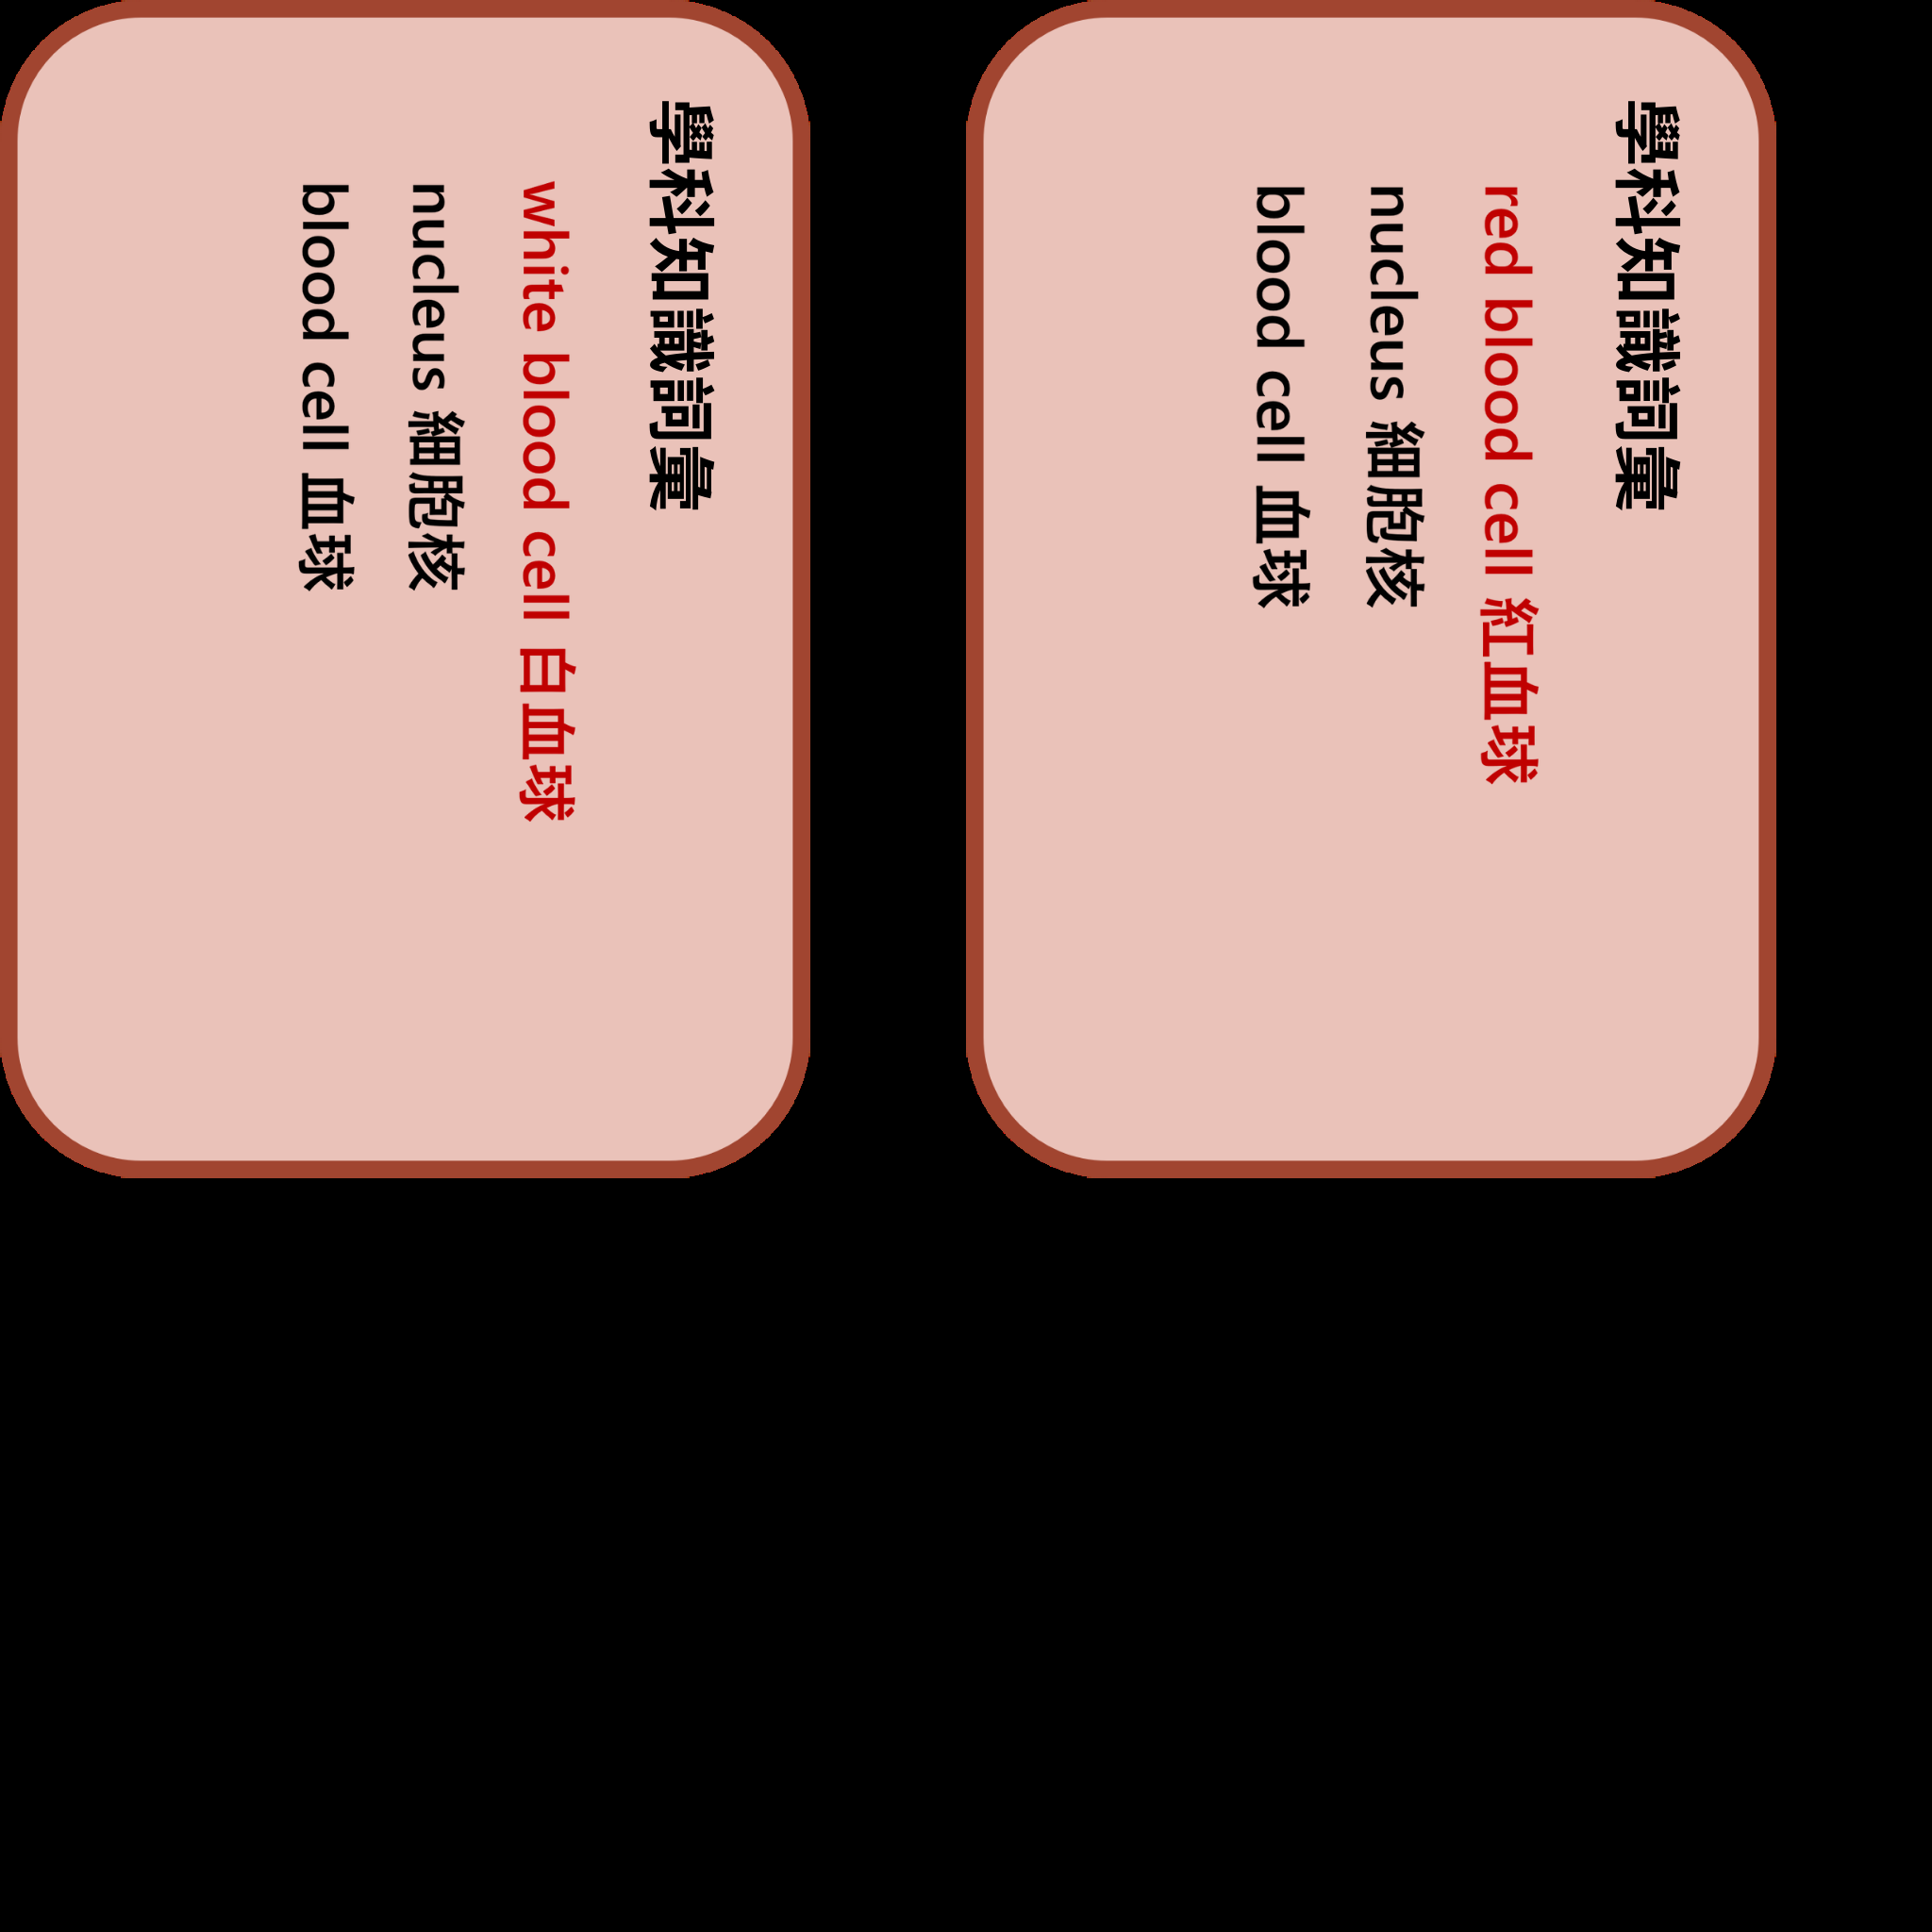 學科知識詞彙
white blood cell 白血球
nucleus 細胞核
blood cell 血球
學科知識詞彙
red blood cell 紅血球
nucleus 細胞核
blood cell 血球